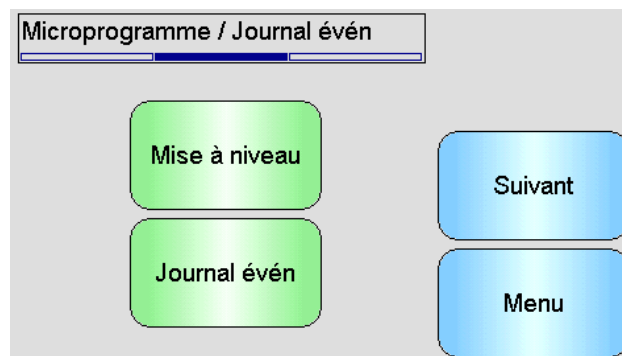 Microprogramme / Journal évén
Mise à niveau
Suivant
Journal évén
Menu